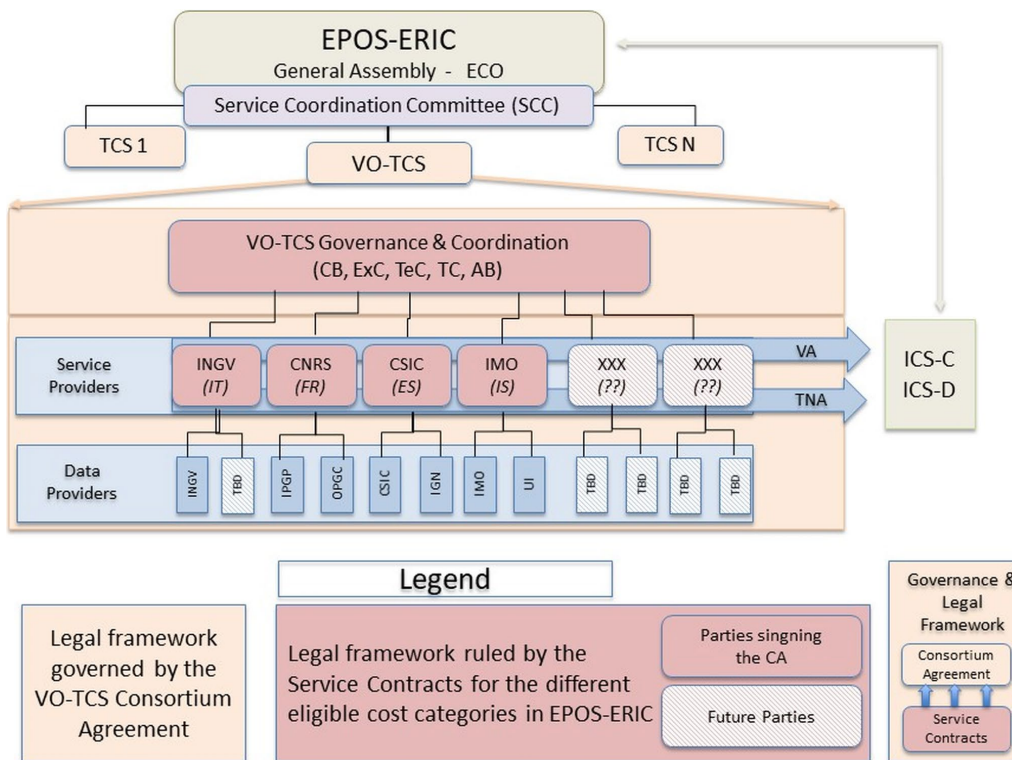 EPOS-ERIC
General Assembly - ECO
Service Coordination Committee (SCC)
TCS 1
TCS N
VO-TCS
VO-TCS Governance & Coordination
(CB, ExC, TeC, TC, AB)
Service
Providers
INGV
(IT)
CNRS
(FR)
CSIC
(ES)
IMO
(IS)
XXX
(??)
XXX
(??)
VA
TNA
ICS-C
ICS-D
Data
Providers
INGV
TBD
IPGP
OPGC
CSIC
IGN
IMO
UI
TBD
TBD
TBD
TBD
Legend
Legal framework
governed by the
VO-TCS Consortium
Agreement
Legal framework ruled by the
Service Contracts for the different
eligible cost categories in EPOS-ERIC
Parties singning
the CA
Future Parties
Governance &
Legal
Framework
Consortium
Agreement
Service
Contracts